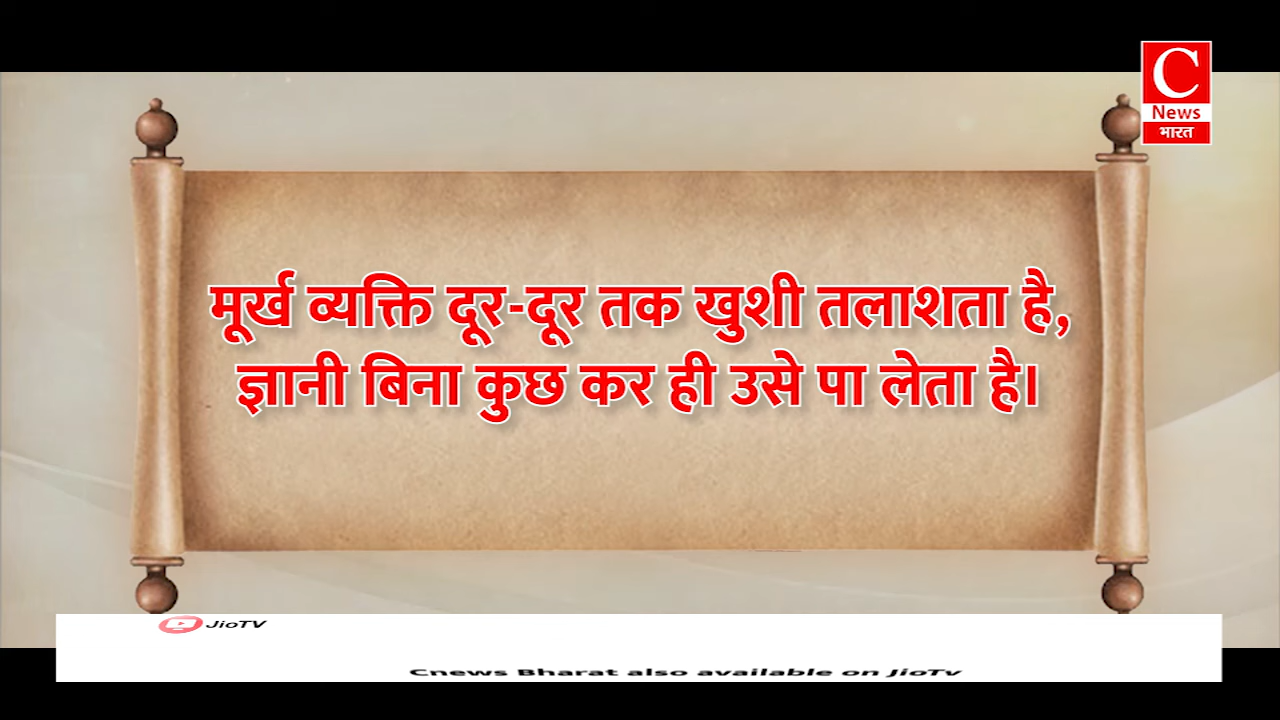 C
News
भारत
मूर्ख व्यक्ति दूर-दूर तक खुशी तलाशता है,
ज्ञानी बिना कुछ कर ही उसे पा लेता है।
JioTV
Cnews Bharat also available on JioTv